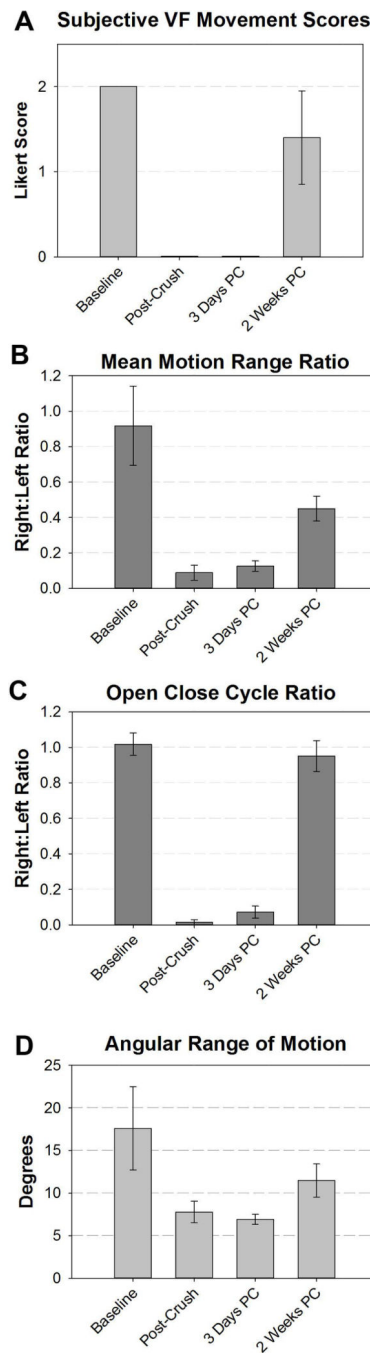 A Subjective VF Movement Scores
Likert Score
2
1
0
Baseline
Post-Crush
3 Days PC
2 Weeks PC
B Mean Motion Range Ratio
Right:Left Ratio
1.2
1.0
0.8
0.6
0.4
0.2
0.0
Baseline
Post-Crush
3 Days PC
2 Weeks PC
C Open Close Cycle Ratio
Right:Left Ratio
1.2
1.0
0.8
0.6
0.4
0.2
0.0
Baseline
Post-Crush
3 Days PC
2 Weeks PC
D Angular Range of Motion
Degrees
25
20
15
10
5
0
Baseline
Post-Crush
3 Days PC
2 Weeks PC